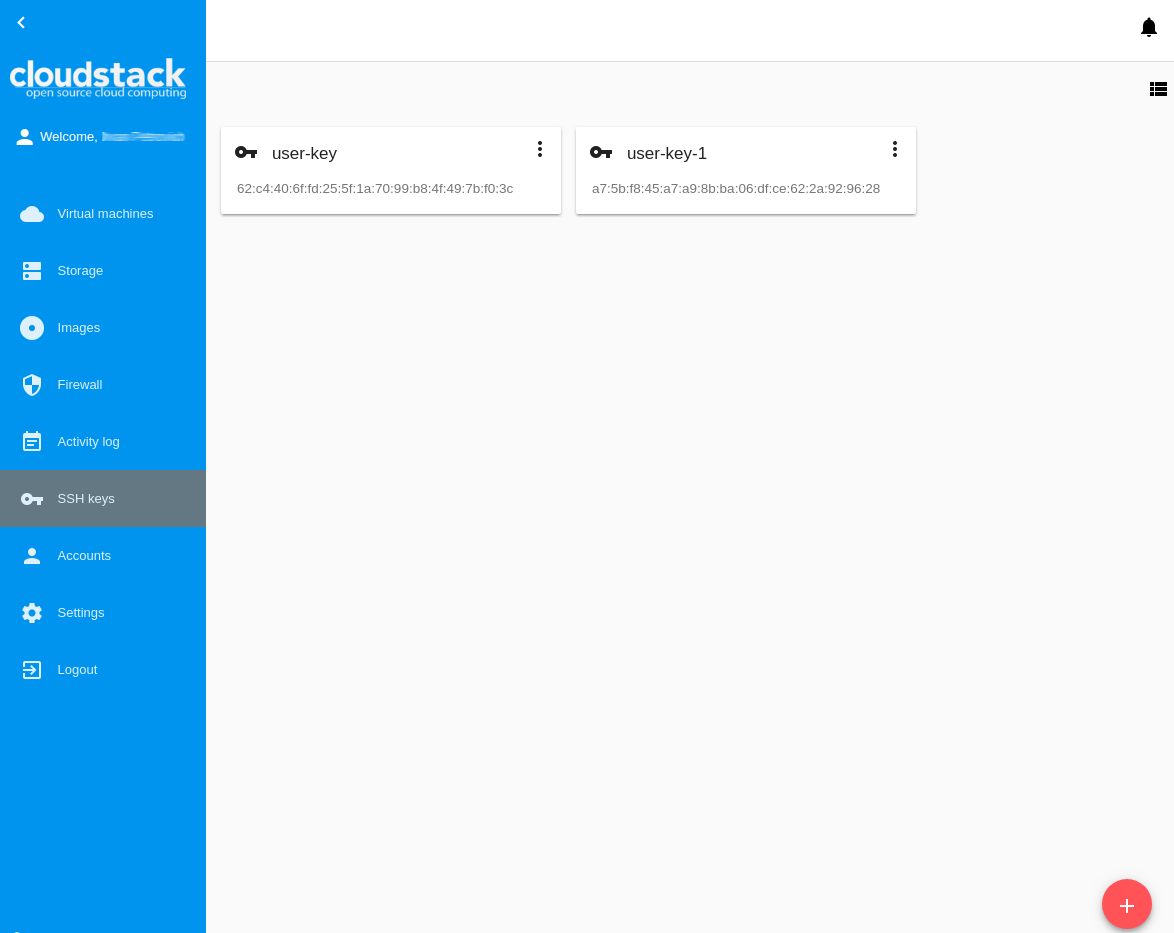 cloudstack
open source cloud computing
Welcome,
Virtual machines
Storage
Images
Firewall
Activity log
SSH keys
Accounts
Settings
Logout
user-key
62:c4:40:6f:fd:25:5f:1a:70:99:b8:4f:49:7b:f0:3c
user-key-1
a7:5b:f8:45:a7:a9:8b:ba:06:df:ce:62:2a:92:96:28